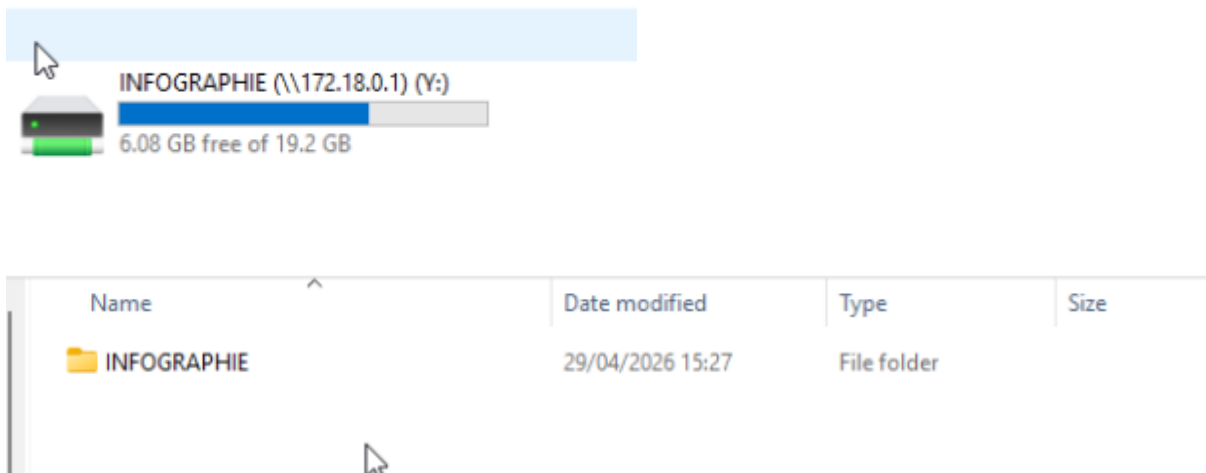 INFOGRAPHIE (\\172.18.0.1) (Y:)
6.08 GB free of 19.2 GB
Name Date modified Type Size
INFOGRAPHIE 29/04/2026 15:27 File folder